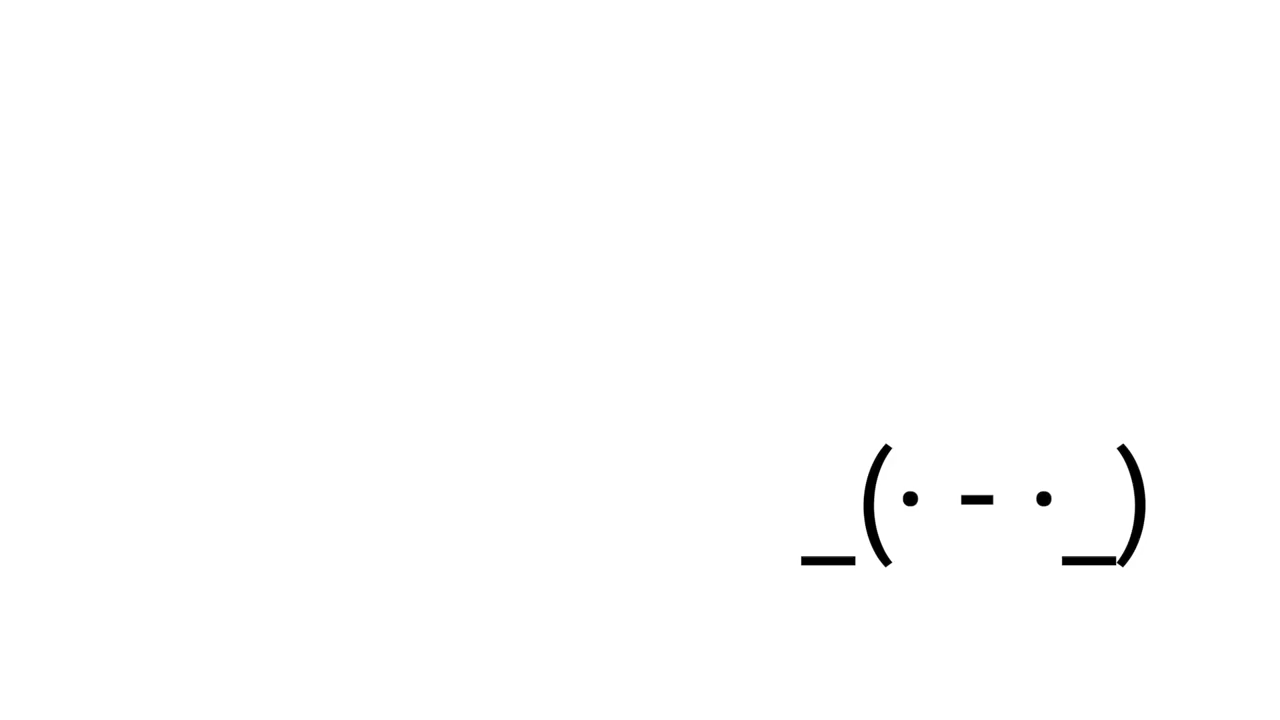 _(· - ·_)